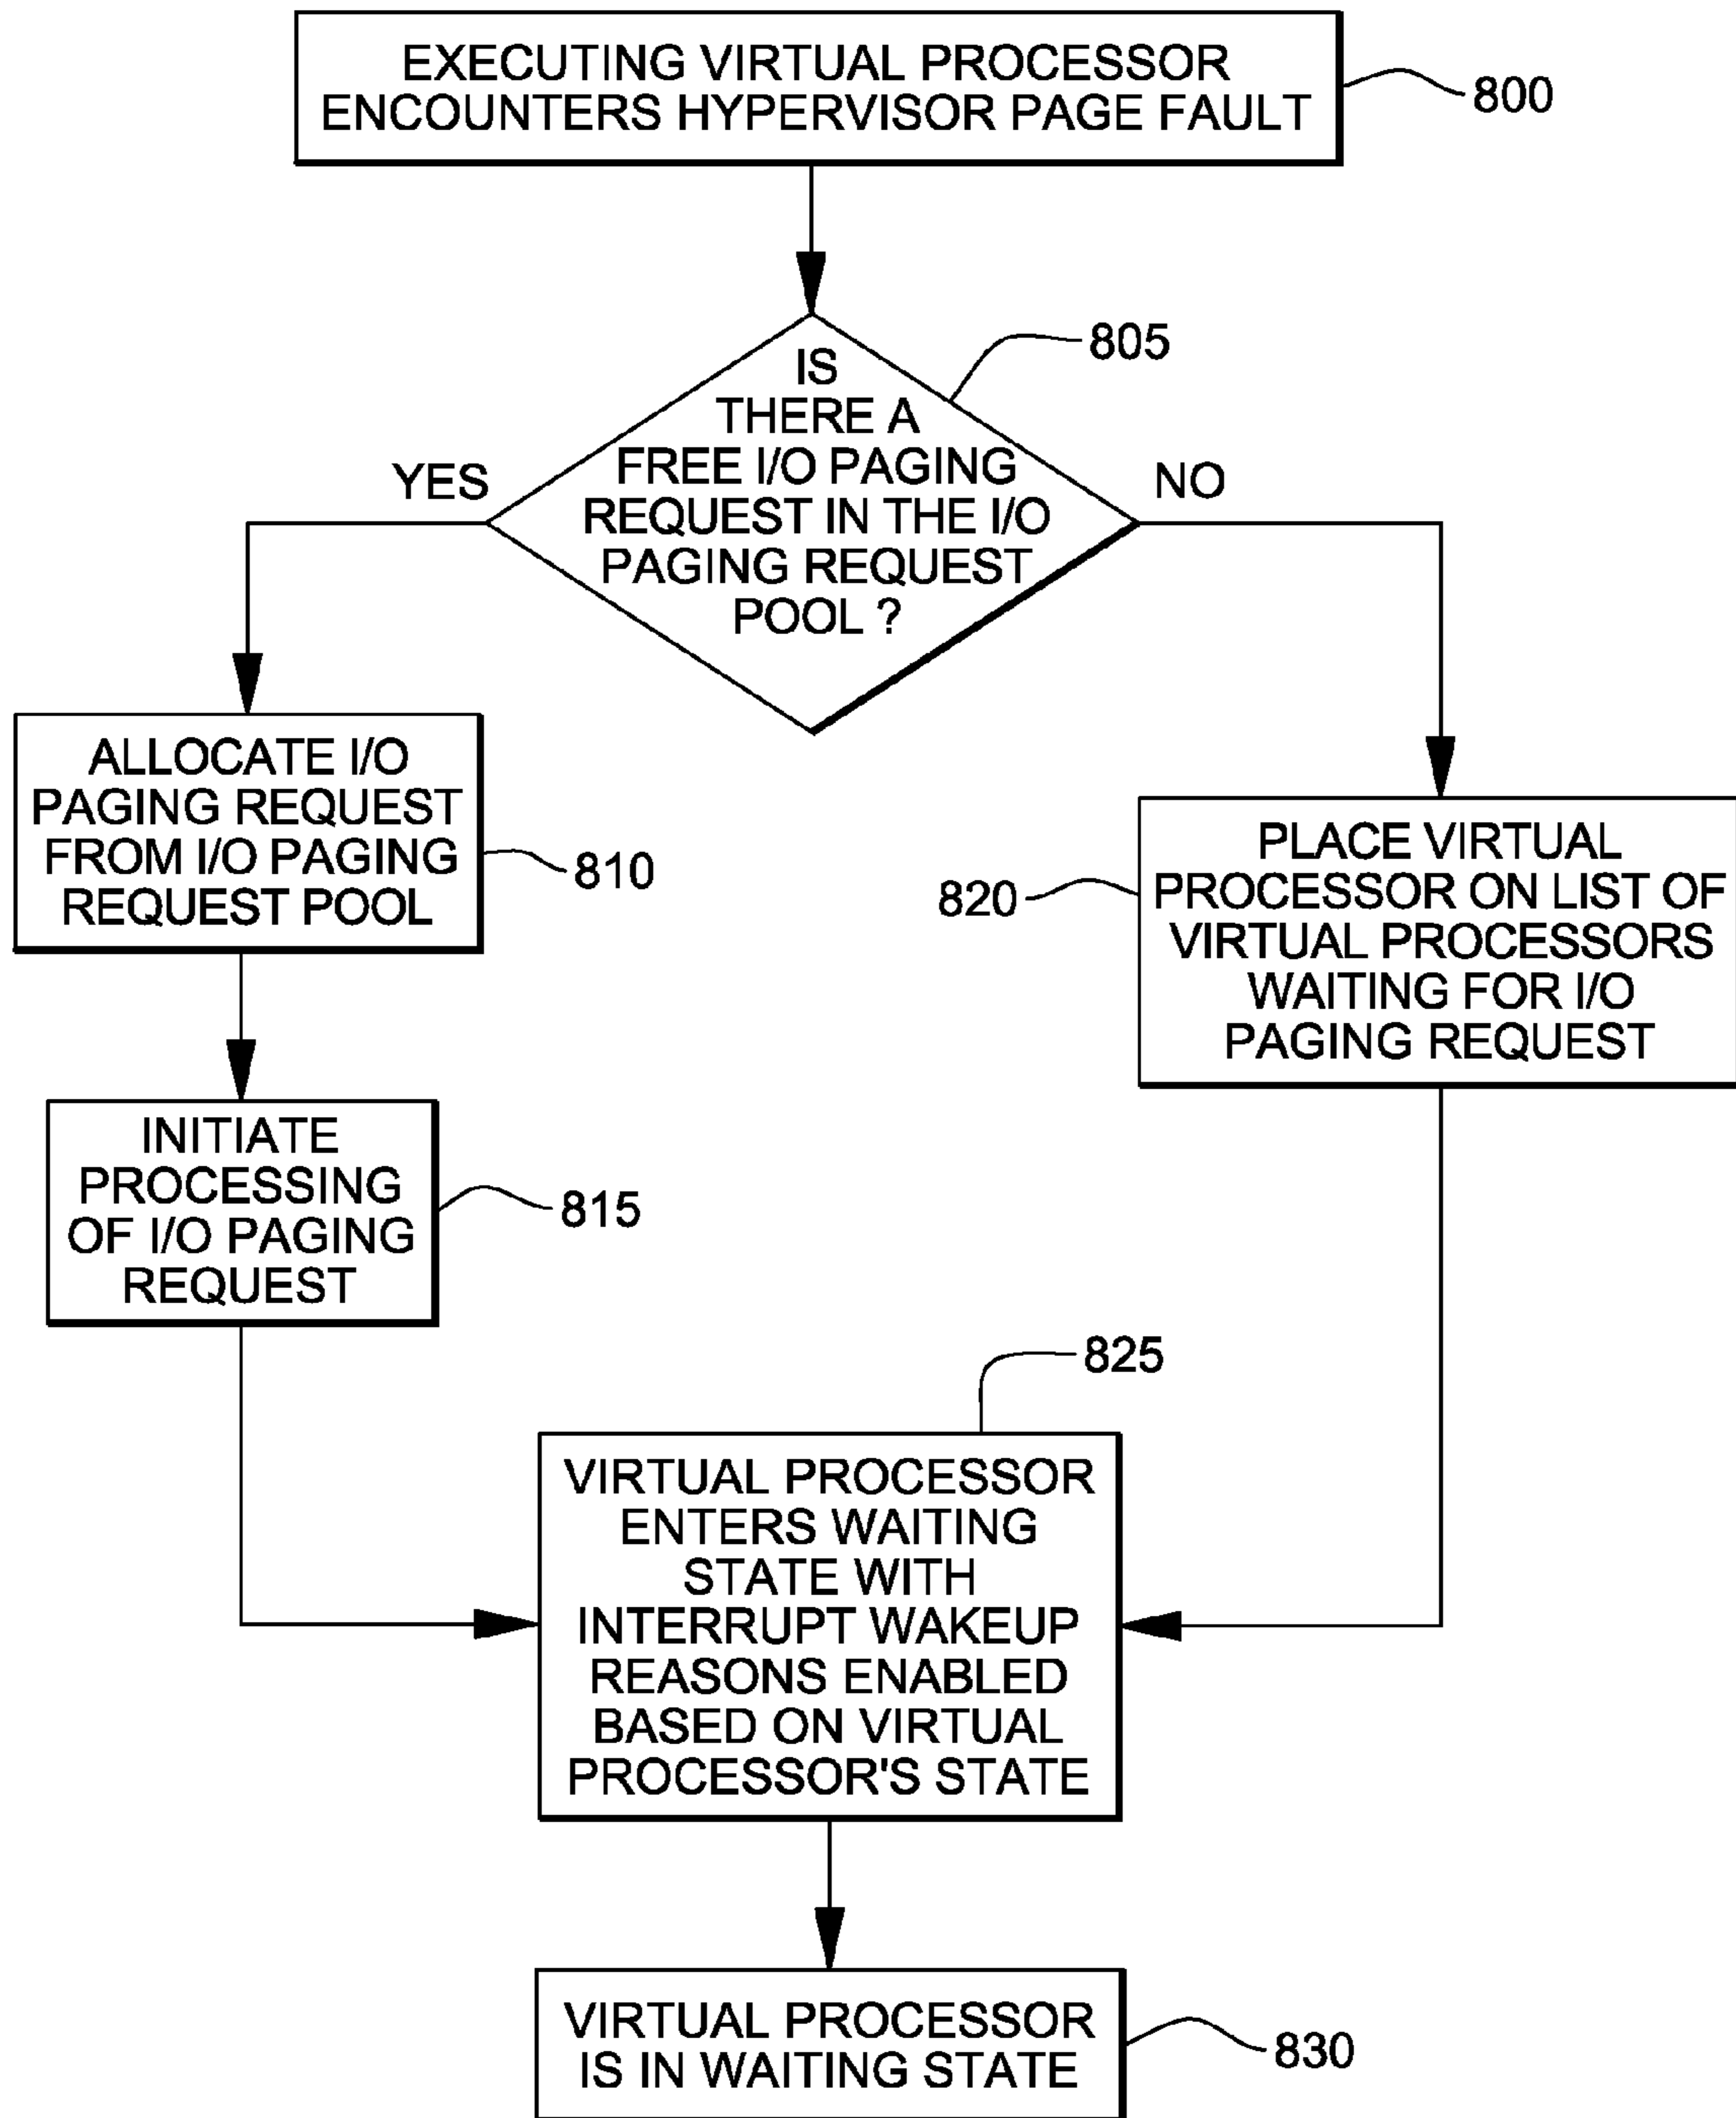 EXECUTING VIRTUAL PROCESSOR
ENCOUNTERS HYPERVISOR PAGE FAULT
800
805
IS
THERE A
FREE I/O PAGING
REQUEST IN THE I/O
PAGING REQUEST
POOL ?
YES
NO
ALLOCATE I/O
PAGING REQUEST
FROM I/O PAGING
REQUEST POOL
810
PLACE VIRTUAL
PROCESSOR ON LIST OF
VIRTUAL PROCESSORS
WAITING FOR I/O
PAGING REQUEST
820
INITIATE
PROCESSING
OF I/O PAGING
REQUEST
815
825
VIRTUAL PROCESSOR
ENTERS WAITING
STATE WITH
INTERRUPT WAKEUP
REASONS ENABLED
BASED ON VIRTUAL
PROCESSOR'S STATE
VIRTUAL PROCESSOR
IS IN WAITING STATE
830